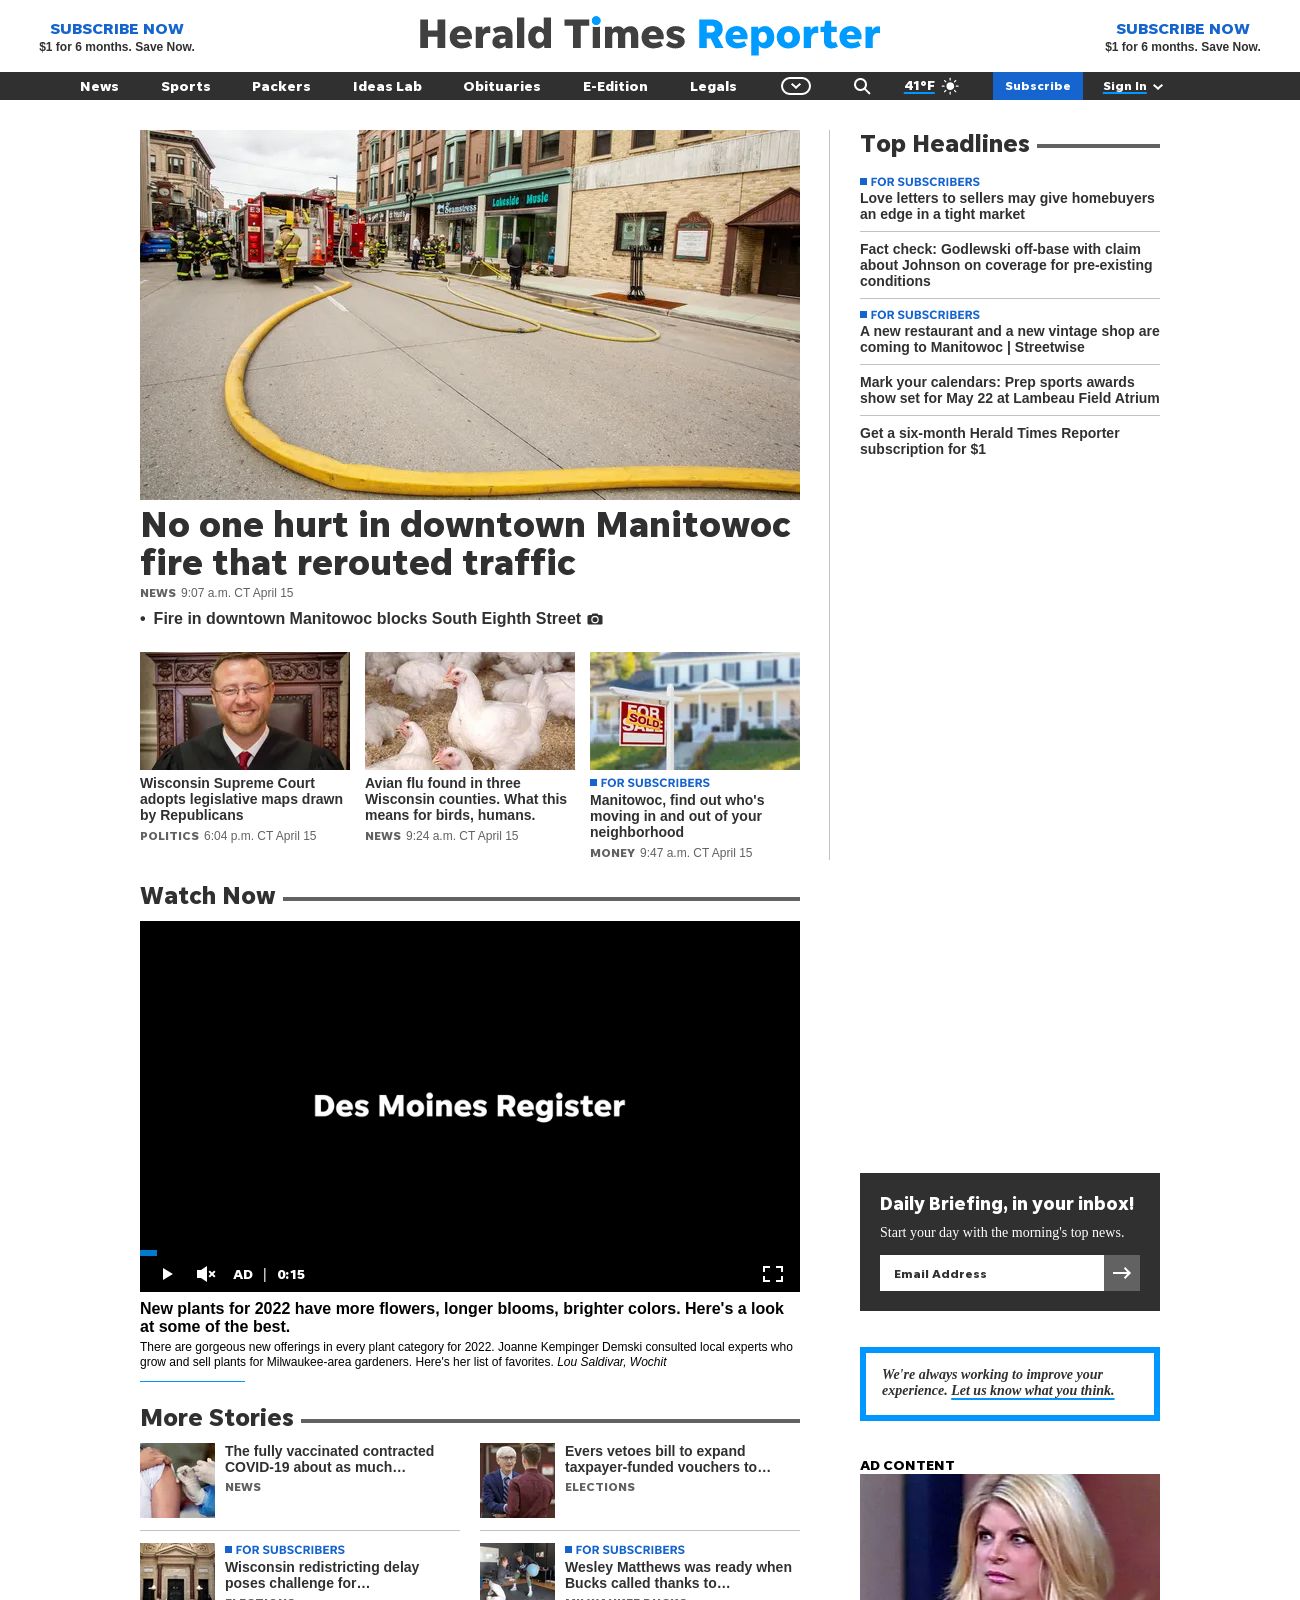 SUBSCRIBE NOW
$1 for 6 months. Save Now.
Herald Times Reporter
SUBSCRIBE NOW
$1 for 6 months. Save Now.
News Sports Packers Ideas Lab Obituaries E-Edition Legals 41°F Subscribe Sign In
E3
Seamstress
Lakeside Music
No one hurt in downtown Manitowoc
fire that rerouted traffic
NEWS 9:07 a.m. CT April 15
• Fire in downtown Manitowoc blocks South Eighth Street
FOR
SALE
SOLD
Wisconsin Supreme Court
adopts legislative maps drawn
by Republicans
POLITICS 6:04 p.m. CT April 15
Avian flu found in three
Wisconsin counties. What this
means for birds, humans.
NEWS 9:24 a.m. CT April 15
FOR SUBSCRIBERS
Manitowoc, find out who's
moving in and out of your
neighborhood
MONEY 9:47 a.m. CT April 15
Top Headlines
FOR SUBSCRIBERS
Love letters to sellers may give homebuyers
an edge in a tight market
Fact check: Godlewski off-base with claim
about Johnson on coverage for pre-existing
conditions
FOR SUBSCRIBERS
A new restaurant and a new vintage shop are
coming to Manitowoc | Streetwise
Mark your calendars: Prep sports awards
show set for May 22 at Lambeau Field Atrium
Get a six-month Herald Times Reporter
subscription for $1
Watch Now
Des Moines Register
AD | 0:15
New plants for 2022 have more flowers, longer blooms, brighter colors. Here's a look
at some of the best.
There are gorgeous new offerings in every plant category for 2022. Joanne Kempinger Demski consulted local experts who
grow and sell plants for Milwaukee-area gardeners. Here's her list of favorites. Lou Saldivar, Wochit
More Stories
The fully vaccinated contracted
COVID-19 about as much…
NEWS
Evers vetoes bill to expand
taxpayer-funded vouchers to…
ELECTIONS
FOR SUBSCRIBERS
Wisconsin redistricting delay
poses challenge for…
ELECTIONS
FOR SUBSCRIBERS
Wesley Matthews was ready when
Bucks called thanks to…
MILWAUKEE BUCKS
Daily Briefing, in your inbox!
Start your day with the morning's top news.
Email Address
We're always working to improve your
experience. Let us know what you think.
AD CONTENT